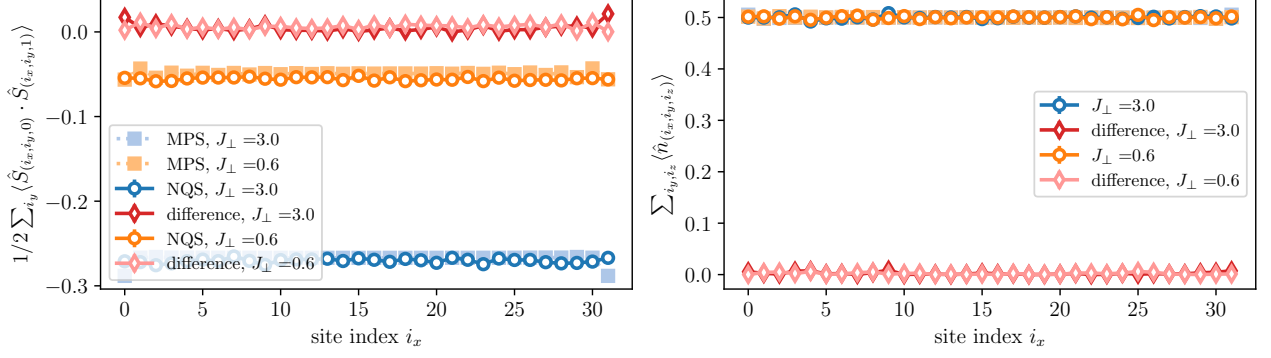 0.0
−0.1
−0.2
−0.3
1/2 ∑_{i_y}⟨Ŝ_{(i_x,i_y,0)} · Ŝ_{(i_x,i_y,1)}⟩
MPS, J_⊥ =3.0
MPS, J_⊥ =0.6
NQS, J_⊥ =3.0
difference, J_⊥ =3.0
NQS, J_⊥ =0.6
difference, J_⊥ =0.6
0 5 10 15 20 25 30
site index i_x
0.5
0.4
0.3
0.2
0.1
0.0
∑_{i_y,i_z}⟨n̂_{(i_x,i_y,i_z)}⟩
J_⊥ =3.0
difference, J_⊥ =3.0
J_⊥ =0.6
difference, J_⊥ =0.6
0 5 10 15 20 25 30
site index i_x